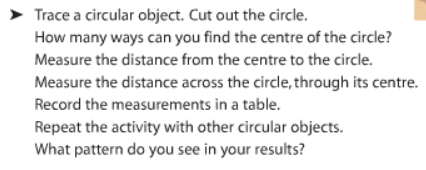 ➤ Trace a circular object. Cut out the circle.
How many ways can you find the centre of the circle?
Measure the distance from the centre to the circle.
Measure the distance across the circle, through its centre.
Record the measurements in a table.
Repeat the activity with other circular objects.
What pattern do you see in your results?